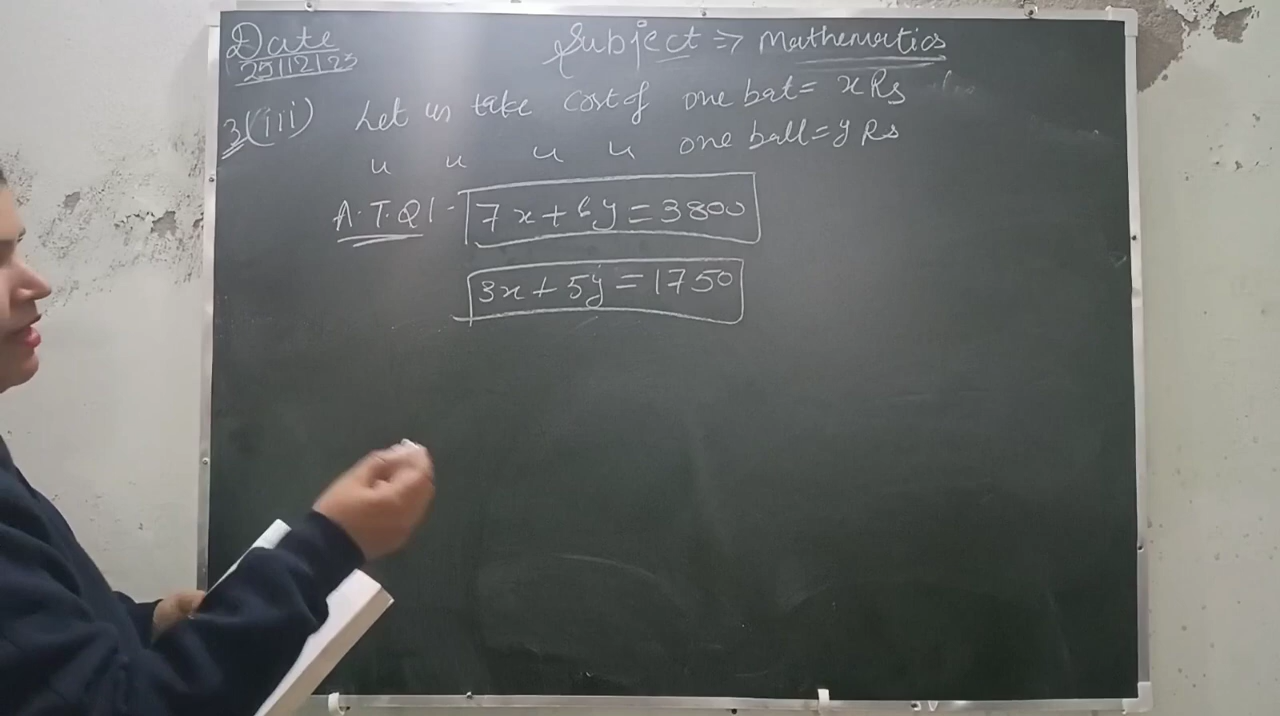 Date
25/12/23
Subject ⇒ Mathematics
3(iii) Let us take cost of one bat = x Rs
u u u u one ball = y Rs
A.T.Q1- 7x + 6y = 3800
3x + 5y = 1750